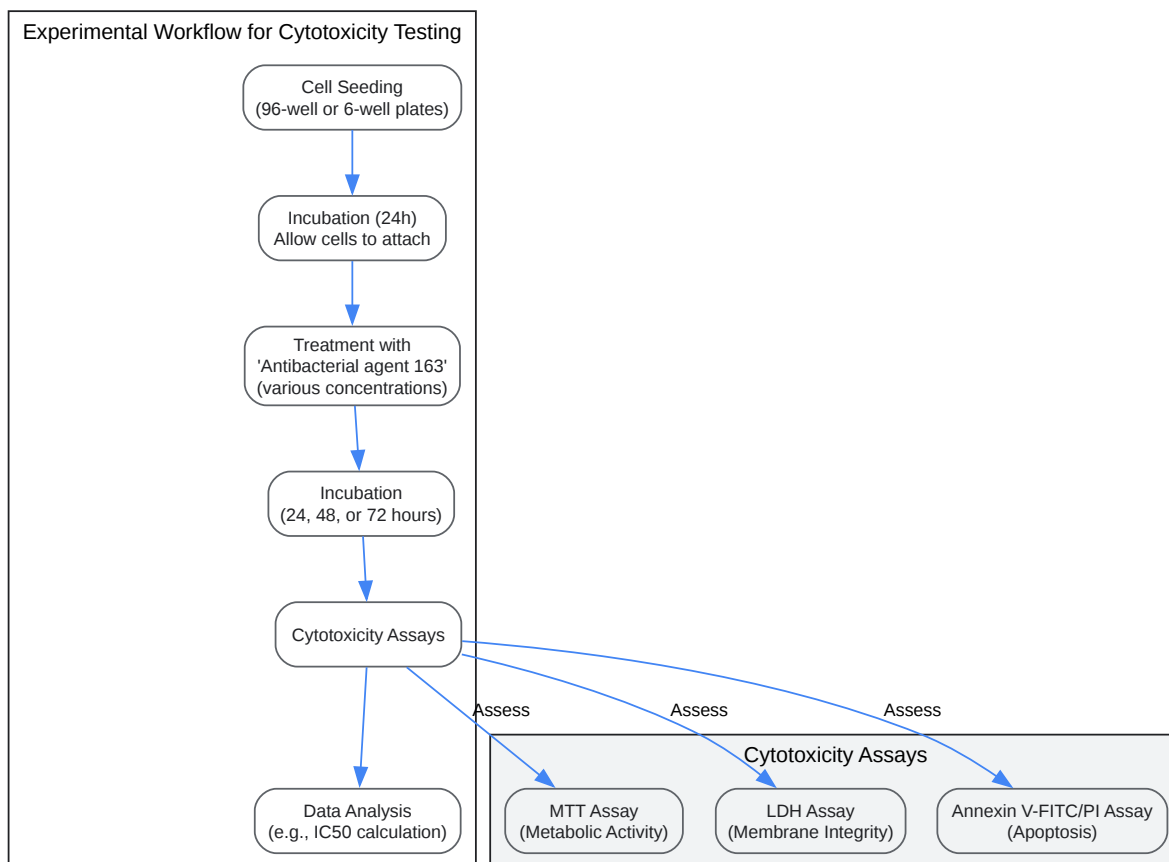 Experimental Workflow for Cytotoxicity Testing
Cell Seeding
(96-well or 6-well plates)
Incubation (24h)
Allow cells to attach
Treatment with
'Antibacterial agent 163'
(various concentrations)
Incubation
(24, 48, or 72 hours)
Cytotoxicity Assays
Assess
Assess
Assess
Cytotoxicity Assays
Data Analysis
(e.g., IC50 calculation)
MTT Assay
(Metabolic Activity)
LDH Assay
(Membrane Integrity)
Annexin V-FITC/PI Assay
(Apoptosis)